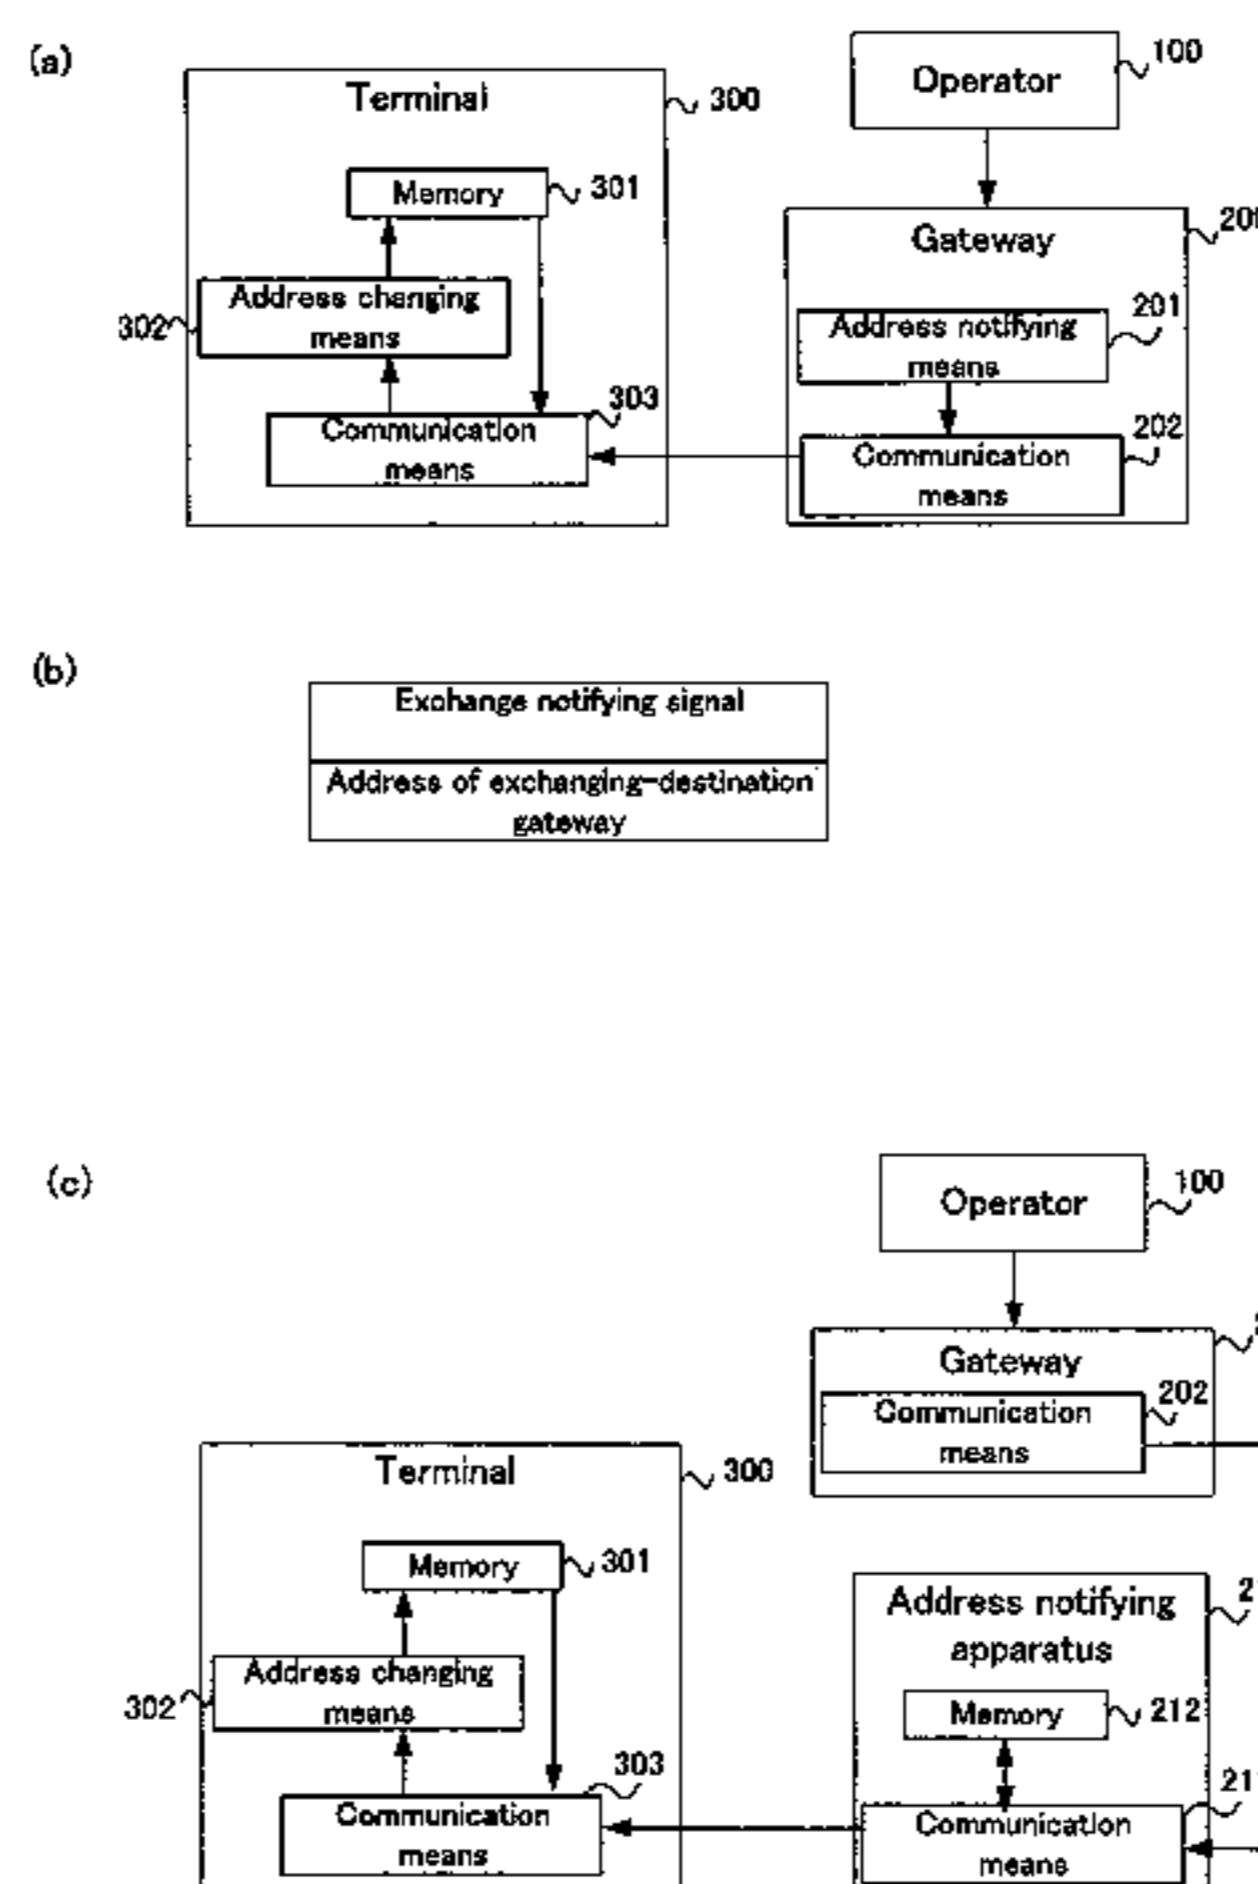 (a)
Operator
100
Terminal
300
Memory
301
Gateway
Address changing
means
302
Address notifying
means
201
303
Communication
means
202
Communication
means
(b)
Exchange notifying signal
Address of exchanging-destination
gateway
(c)
Operator
100
Gateway
202
Communication
means
Terminal
300
Memory
301
Address notifying
apparatus
Address changing
means
302
Memory
212
303
Communication
means
Communication
means